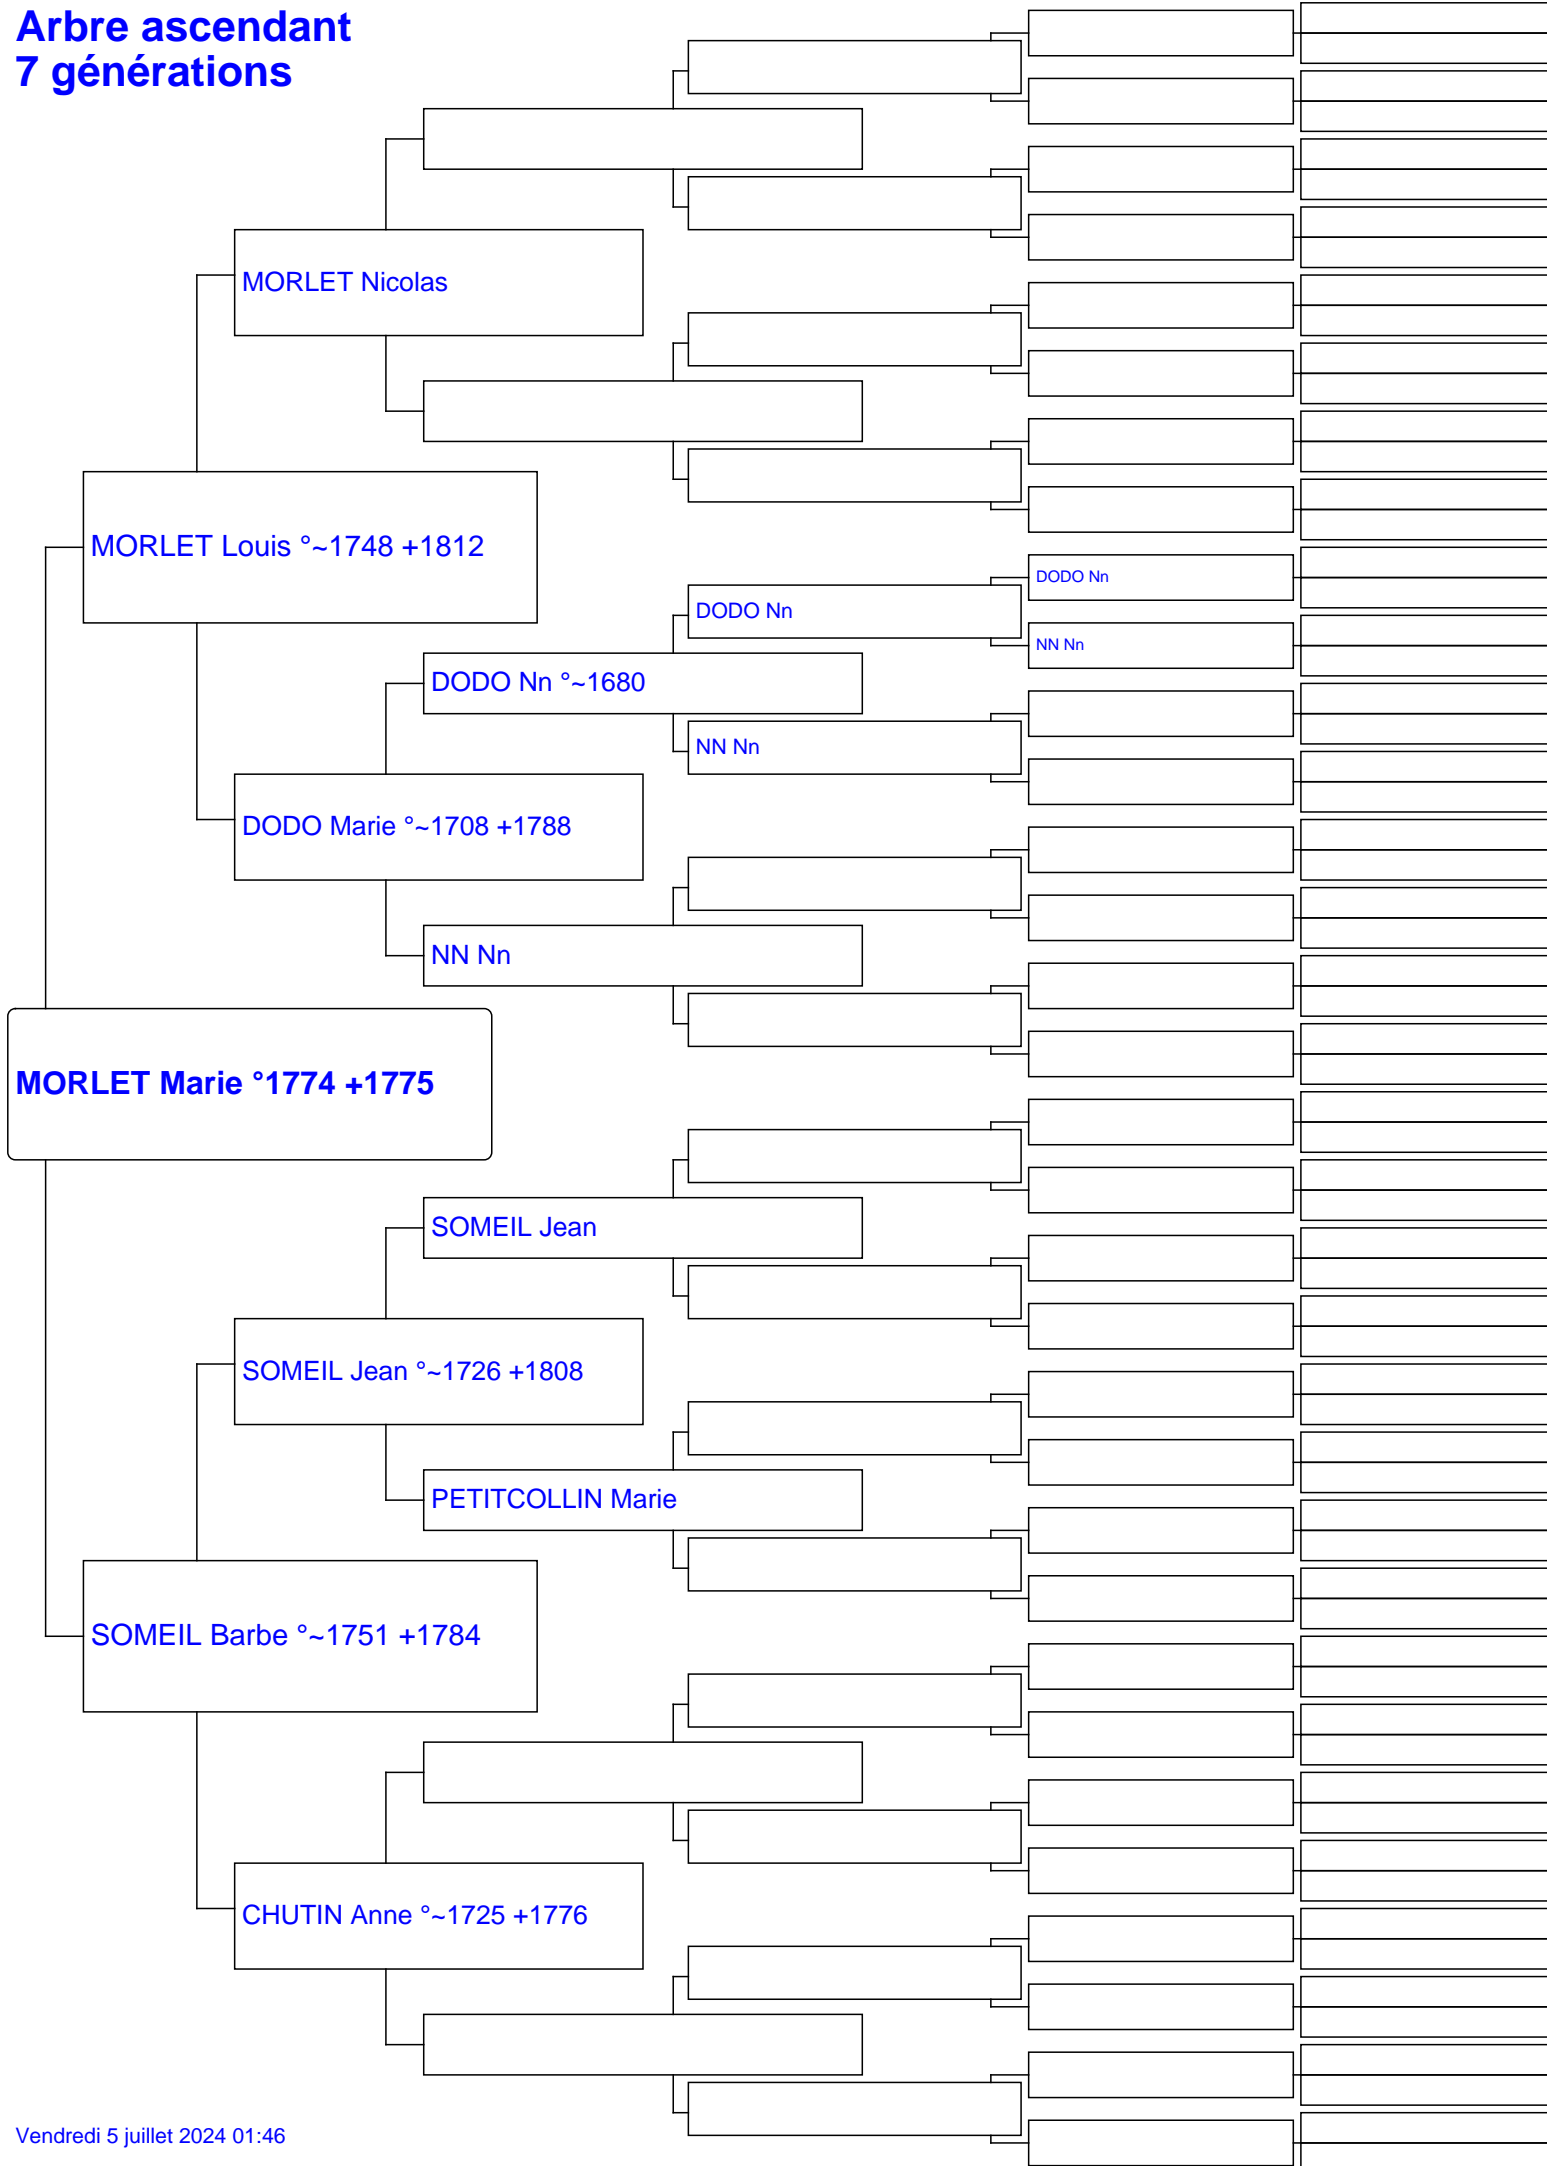 Arbre ascendant
7 générations
MORLET Nicolas
MORLET Louis °~1748 +1812
DODO Nn
DODO Nn
NN Nn
DODO Nn °~1680
NN Nn
DODO Marie °~1708 +1788
NN Nn
MORLET Marie °1774 +1775
SOMEIL Jean
SOMEIL Jean °~1726 +1808
PETITCOLLIN Marie
SOMEIL Barbe °~1751 +1784
CHUTIN Anne °~1725 +1776
Vendredi 5 juillet 2024 01:46